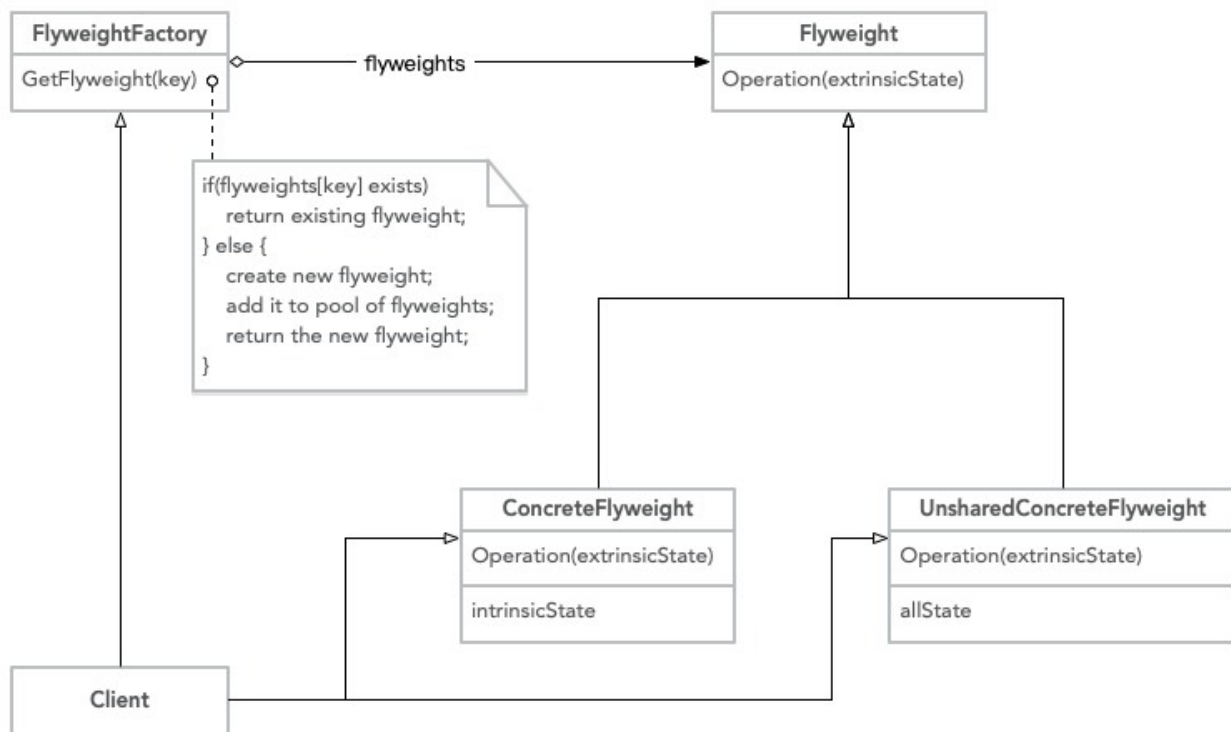 FlyweightFactory
GetFlyweight(key)
flyweights
Flyweight
Operation(extrinsicState)
if(flyweights[key] exists)
return existing flyweight;
} else {
create new flyweight;
add it to pool of flyweights;
return the new flyweight;
}
ConcreteFlyweight
Operation(extrinsicState)
intrinsicState
UnsharedConcreteFlyweight
Operation(extrinsicState)
allState
Client